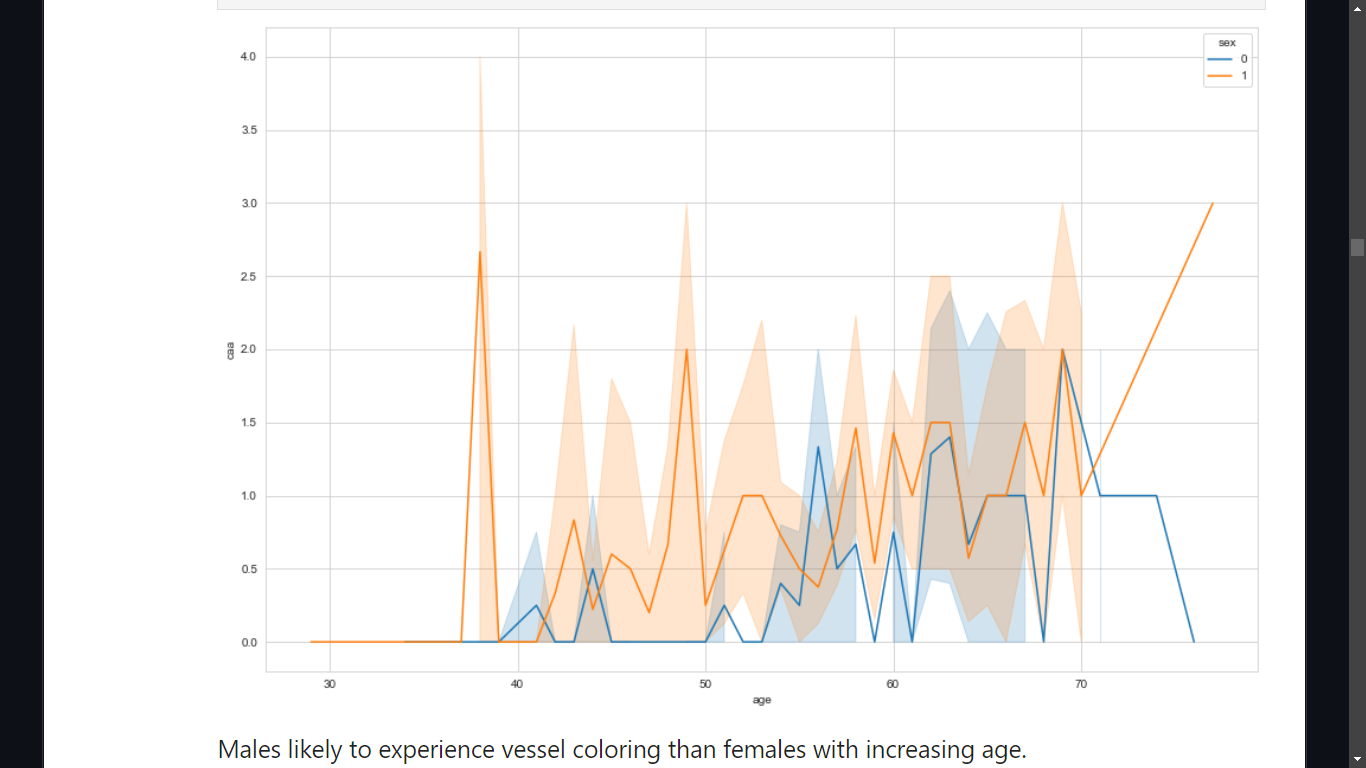 sex
0
1
4.0
3.5
3.0
2.5
2.0
1.5
1.0
0.5
0.0
caa
30 40 50 60 70
age
Males likely to experience vessel coloring than females with increasing age.